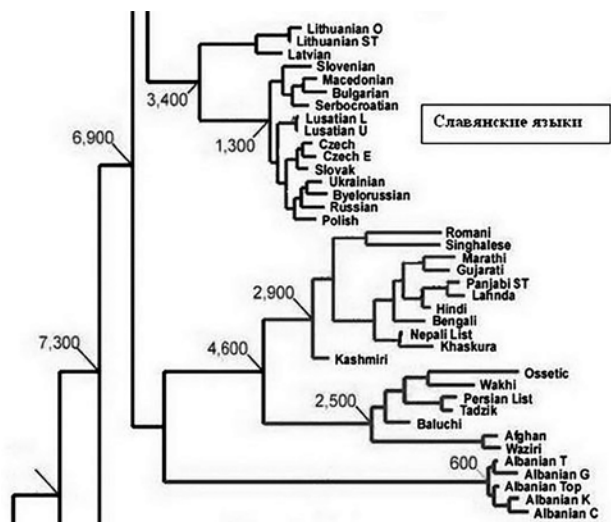 Lithuanian O
Lithuanian ST
Latvian
Slovenian
3,400
Macedonian
Bulgarian
Serbocroatian
Славянские языки
6,900
1,300
Lusatian L
Lusatian U
Czech
Czech E
Slovak
Ukrainian
Byelorussian
Russian
Polish
Romani
Singhalese
Marathi
Gujarati
2,900
Panjabi ST
Lahnda
Hindi
Bengali
7,300
4,600
Nepali List
Khaskura
Kashmiri
Ossetic
Wakhi
2,500
Persian List
Tadzik
Baluchi
Afghan
Waziri
600
Albanian T
Albanian G
Albanian Top
Albanian K
Albanian C